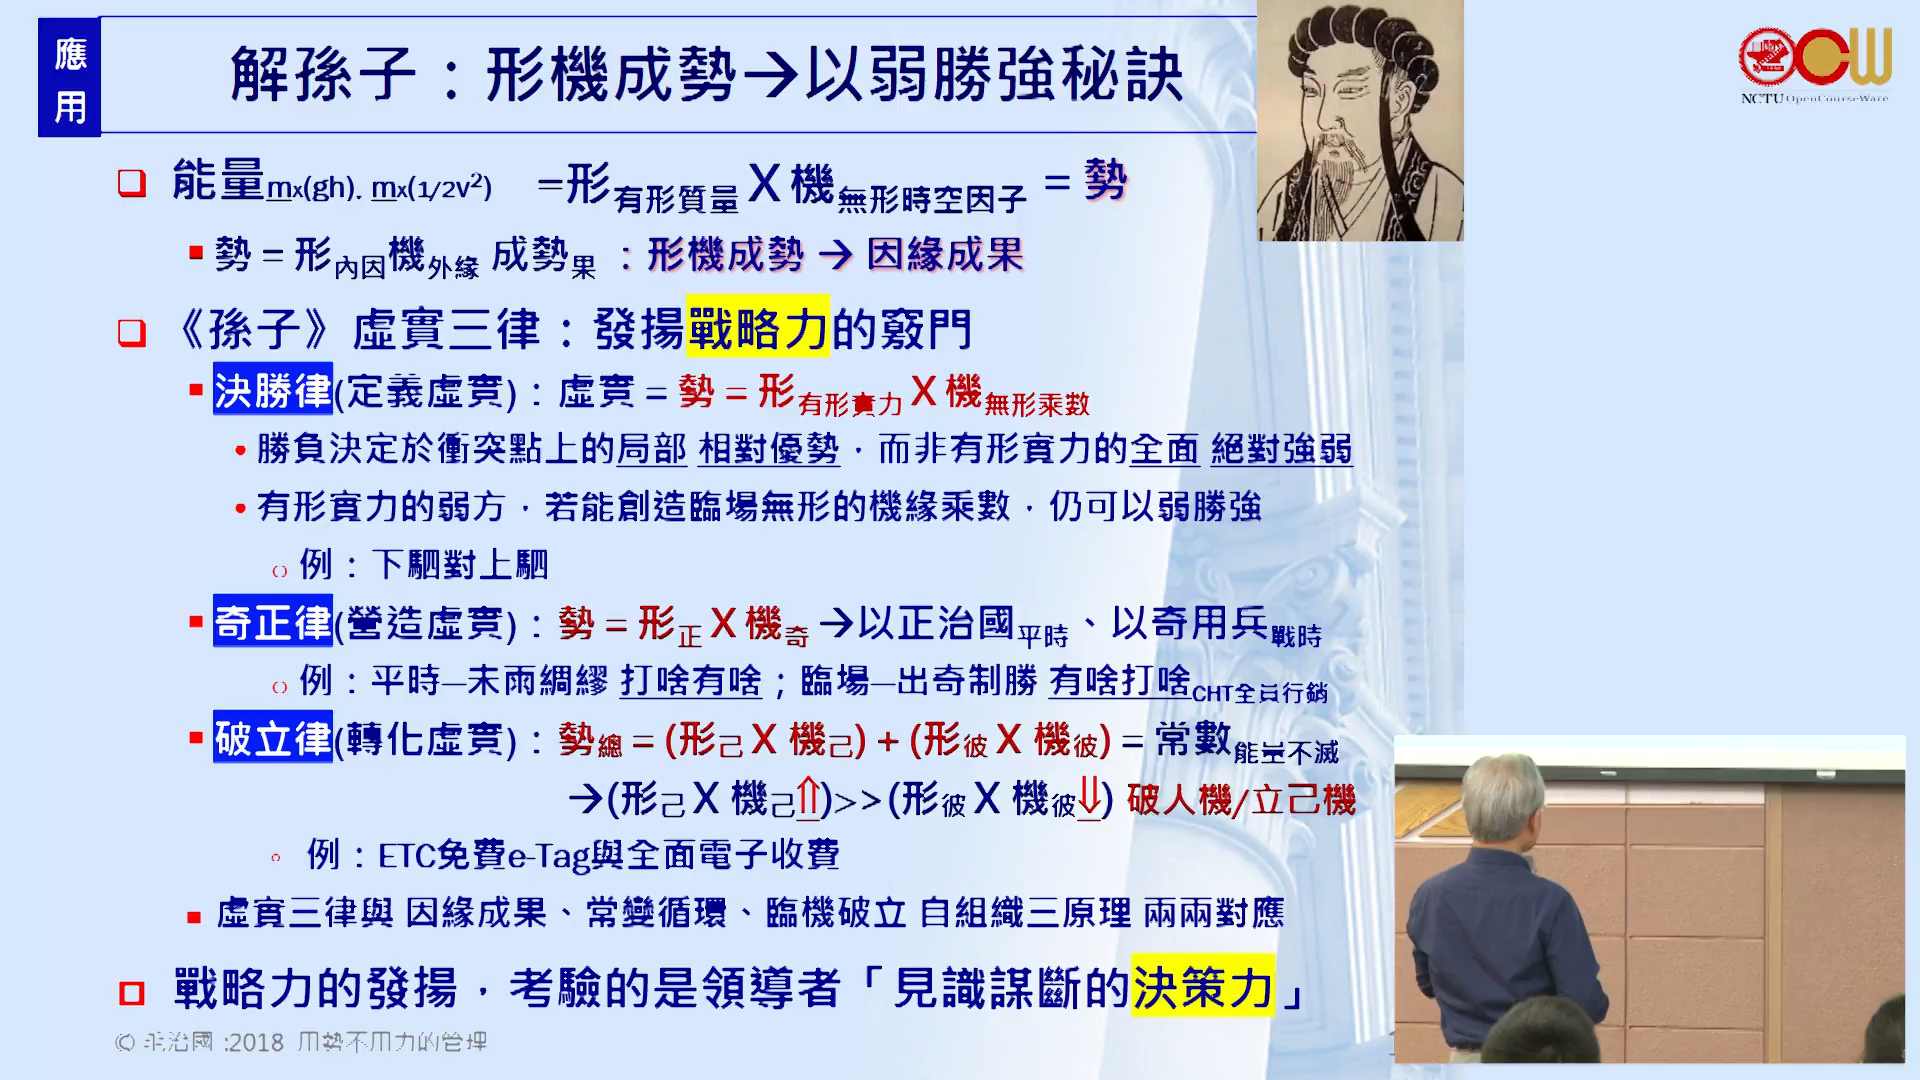 應用
解孫子：形機成勢→以弱勝強秘訣
NCTU OpenCourseWare
能量mx(gh), mx(1/2v²) =形有形質量 X 機無形時空因子 = 勢
勢 = 形內因機外緣 成勢果 ：形機成勢 → 因緣成果
《孫子》虛實三律：發揚戰略力的竅門
決勝律(定義虛實)：虛實 = 勢 = 形有形實力 X 機無形乘數
勝負決定於衝突點上的局部 相對優勢，而非有形實力的全面 絕對強弱
有形實力的弱方，若能創造臨場無形的機緣乘數，仍可以弱勝強
例：下駟對上駟
奇正律(營造虛實)：勢 = 形正 X 機奇 →以正治國平時、以奇用兵戰時
例：平時—未雨綢繆 打啥有啥；臨場—出奇制勝 有啥打啥CHT全員行銷
破立律(轉化虛實)：勢總 = (形己 X 機己) + (形彼 X 機彼) = 常數能量不滅
→(形己 X 機己⇑)>>(形彼 X 機彼⇓) 破人機/立己機
例：ETC免費e-Tag與全面電子收費
虛實三律與 因緣成果、常變循環、臨機破立 自組織三原理 兩兩對應
戰略力的發揚，考驗的是領導者「見識謀斷的決策力」
© 毛治國 :2018 用勢不用力的管理